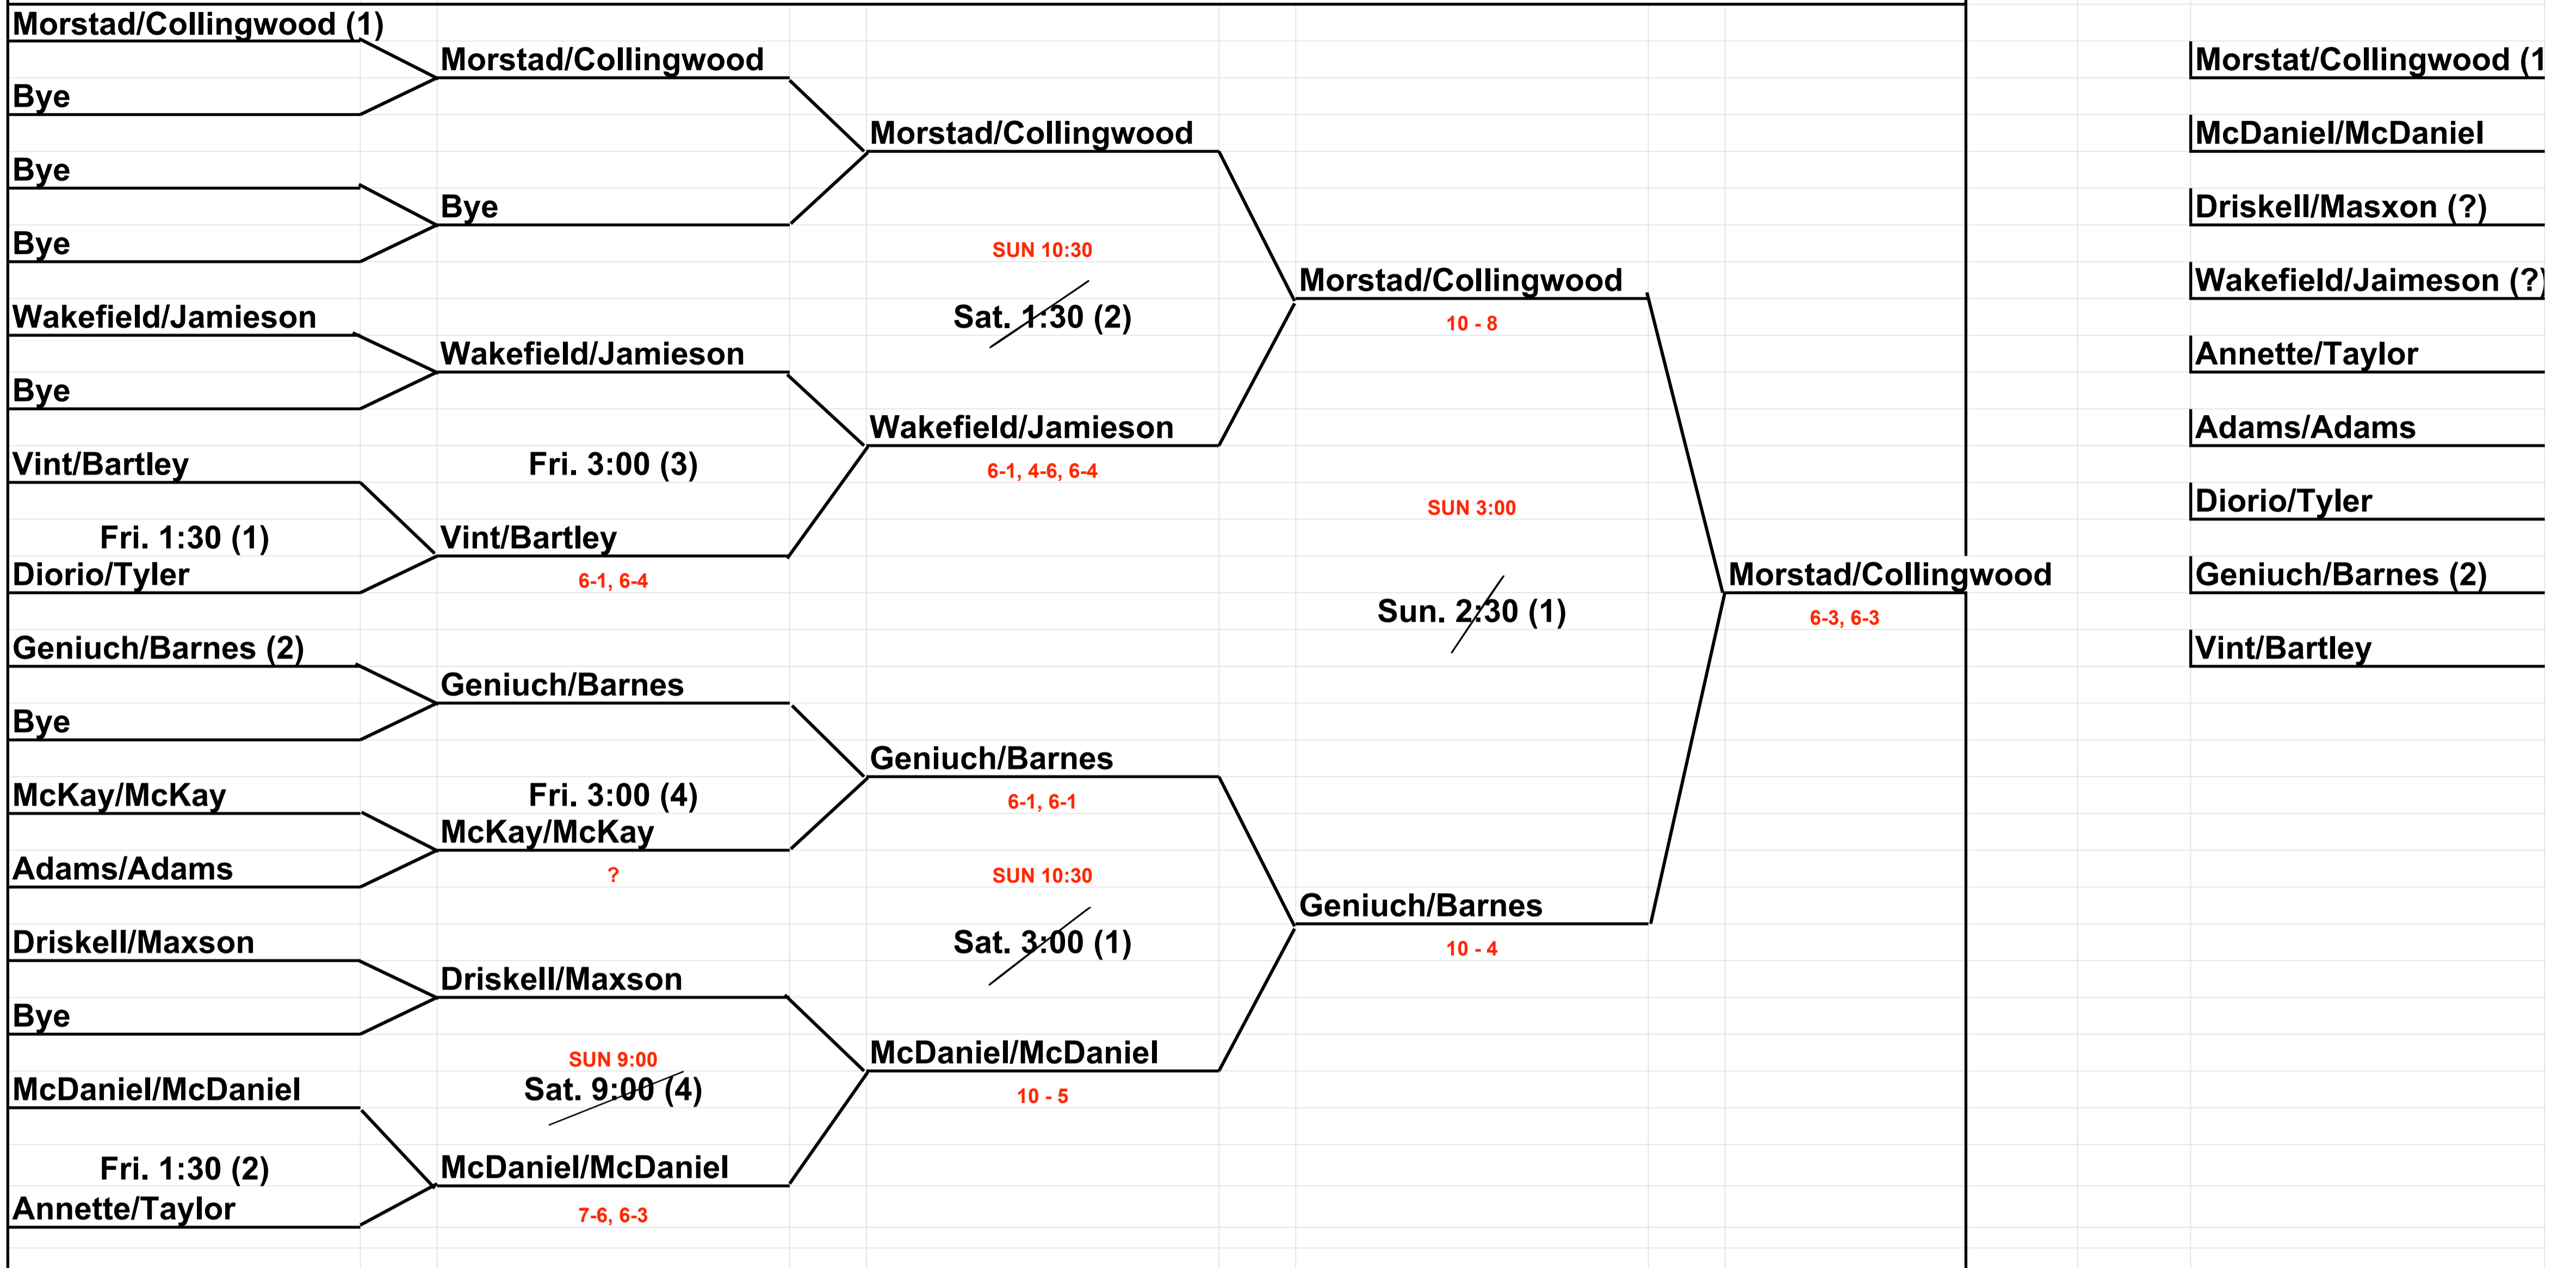 Morstad/Collingwood (1)
Bye
Bye
Bye
Wakefield/Jamieson
Bye
Vint/Bartley
Fri. 1:30 (1)
Diorio/Tyler
Geniuch/Barnes (2)
Bye
McKay/McKay
Adams/Adams
Driskell/Maxson
Bye
McDaniel/McDaniel
Fri. 1:30 (2)
Annette/Taylor
Morstad/Collingwood
Bye
Wakefield/Jamieson
Fri. 3:00 (3)
Vint/Bartley
6-1, 6-4
Geniuch/Barnes
Fri. 3:00 (4)
McKay/McKay
?
Driskell/Maxson
SUN 9:00
Sat. 9:00 (4)
McDaniel/McDaniel
7-6, 6-3
Morstad/Collingwood
SUN 10:30
Sat. 1:30 (2)
Wakefield/Jamieson
6-1, 4-6, 6-4
Geniuch/Barnes
6-1, 6-1
SUN 10:30
Sat. 3:00 (1)
McDaniel/McDaniel
10 - 5
Morstad/Collingwood
10 - 8
SUN 3:00
Sun. 2:30 (1)
Geniuch/Barnes
10 - 4
Morstad/Collingwood
6-3, 6-3
Morstat/Collingwood (1
McDaniel/McDaniel
Driskell/Masxon (?)
Wakefield/Jaimeson (?)
Annette/Taylor
Adams/Adams
Diorio/Tyler
Geniuch/Barnes (2)
Vint/Bartley